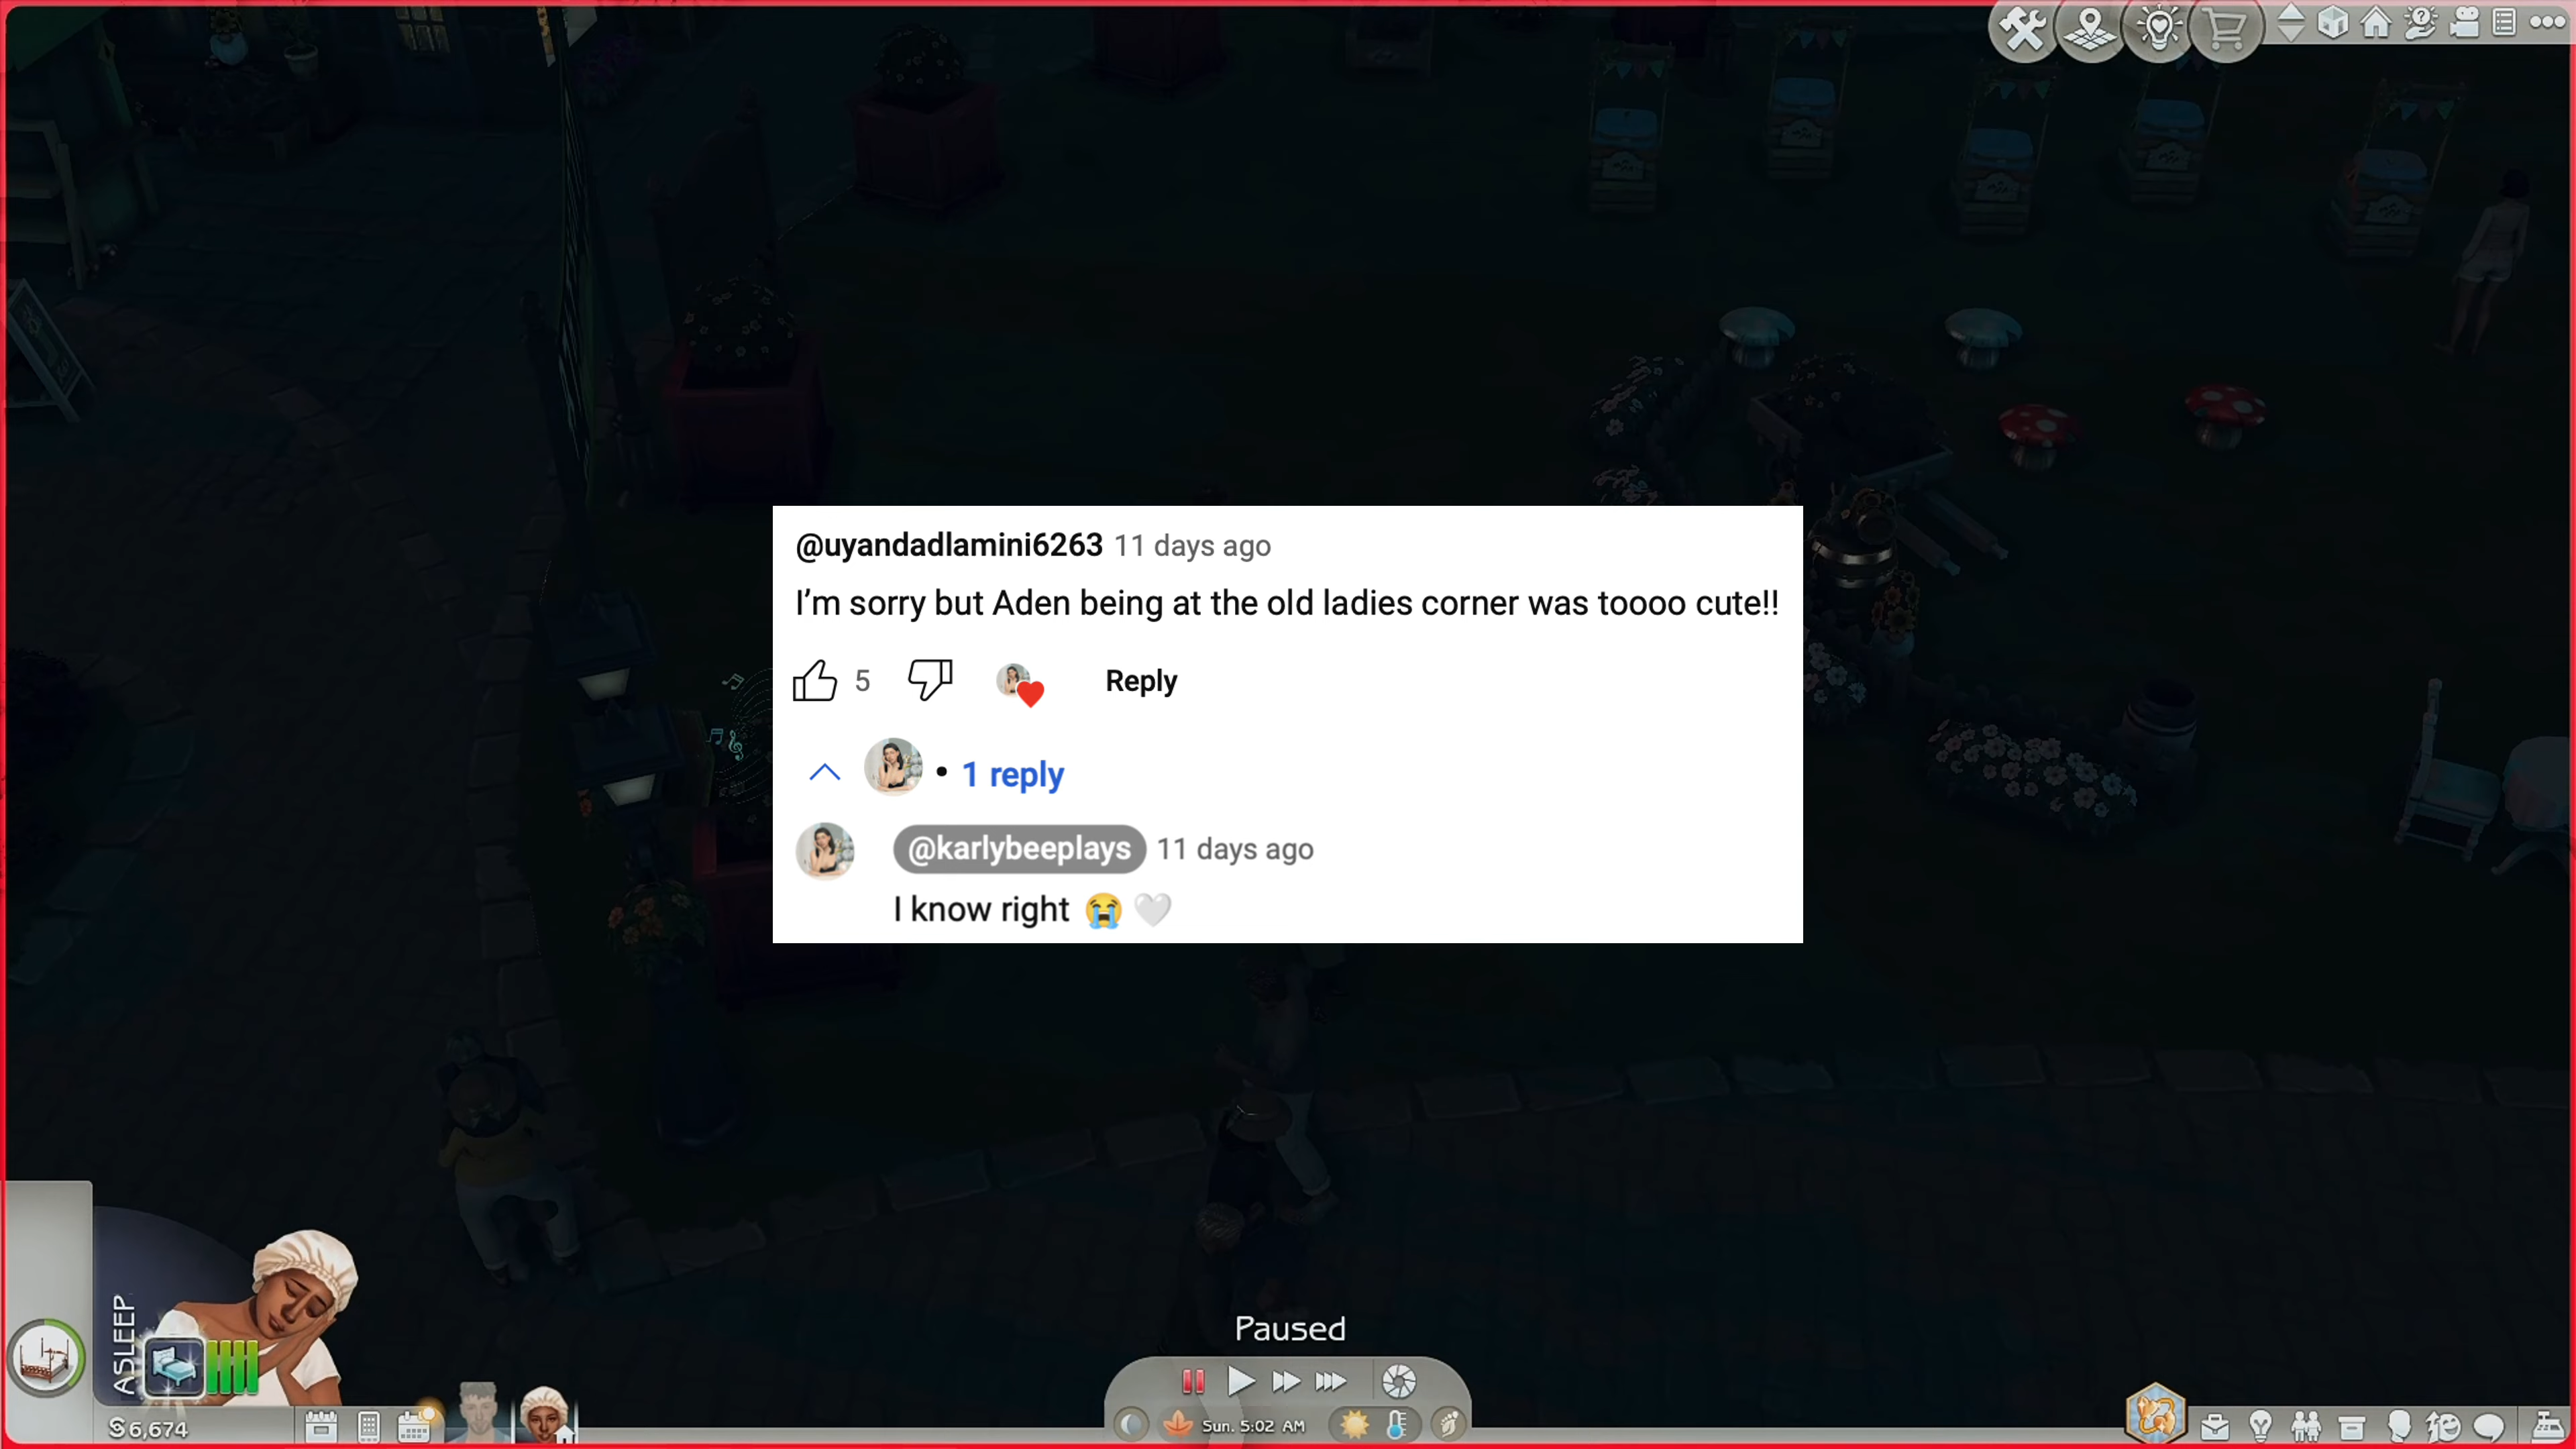 @uyandadlamini6263 11 days ago
I’m sorry but Aden being at the old ladies corner was toooo cute!!
5 Reply
• 1 reply
@karlybeeplays 11 days ago
I know right 😭 🤍
Paused
ASLEEP
§6,674
Sun. 5:02 AM